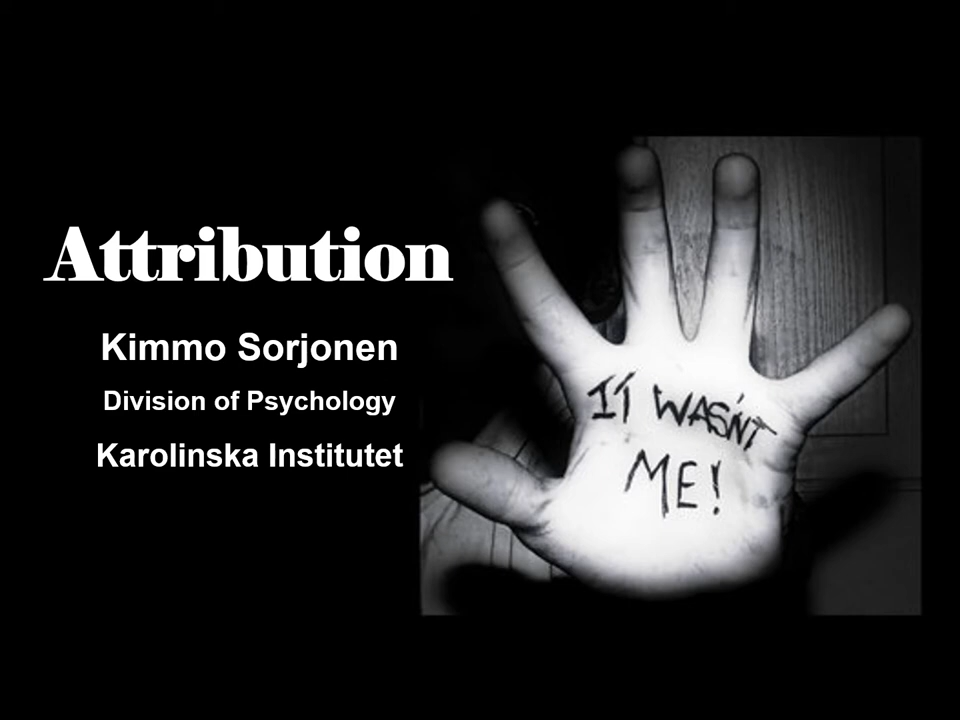 Attribution
Kimmo Sorjonen
Division of Psychology
Karolinska Institutet
IT WASN'T
ME!